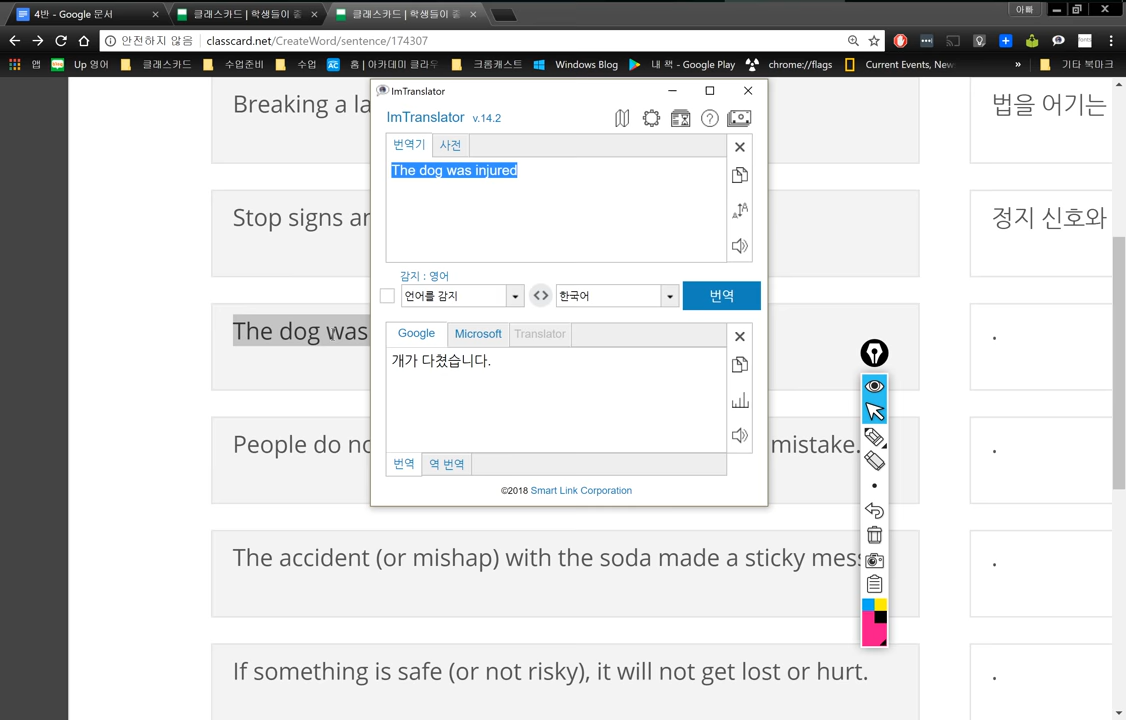 4반 - Google 문서
클래스카드 | 학생들이 졸
클래스카드 | 학생들이 졸
아빠
안전하지 않음
classcard.net/CreateWord/sentence/174307
앱
Up 영어
클래스카드
수업준비
수업
홈 | 아카데미 클라우
크롬캐스트
Windows Blog
내 책 - Google Play
chrome://flags
Current Events, New
»
기타 북마크
Breaking a la
법을 어기는
Stop signs an
정지 신호와
The dog was
.
People do no
mistake.
.
The accident (or mishap) with the soda made a sticky mess
.
If something is safe (or not risky), it will not get lost or hurt.
.
ImTranslator
ImTranslator v.14.2
번역기
사전
The dog was injured
감지 : 영어
언어를 감지
한국어
번역
Google
Microsoft
Translator
개가 다쳤습니다.
번역
역 번역
©2018 Smart Link Corporation